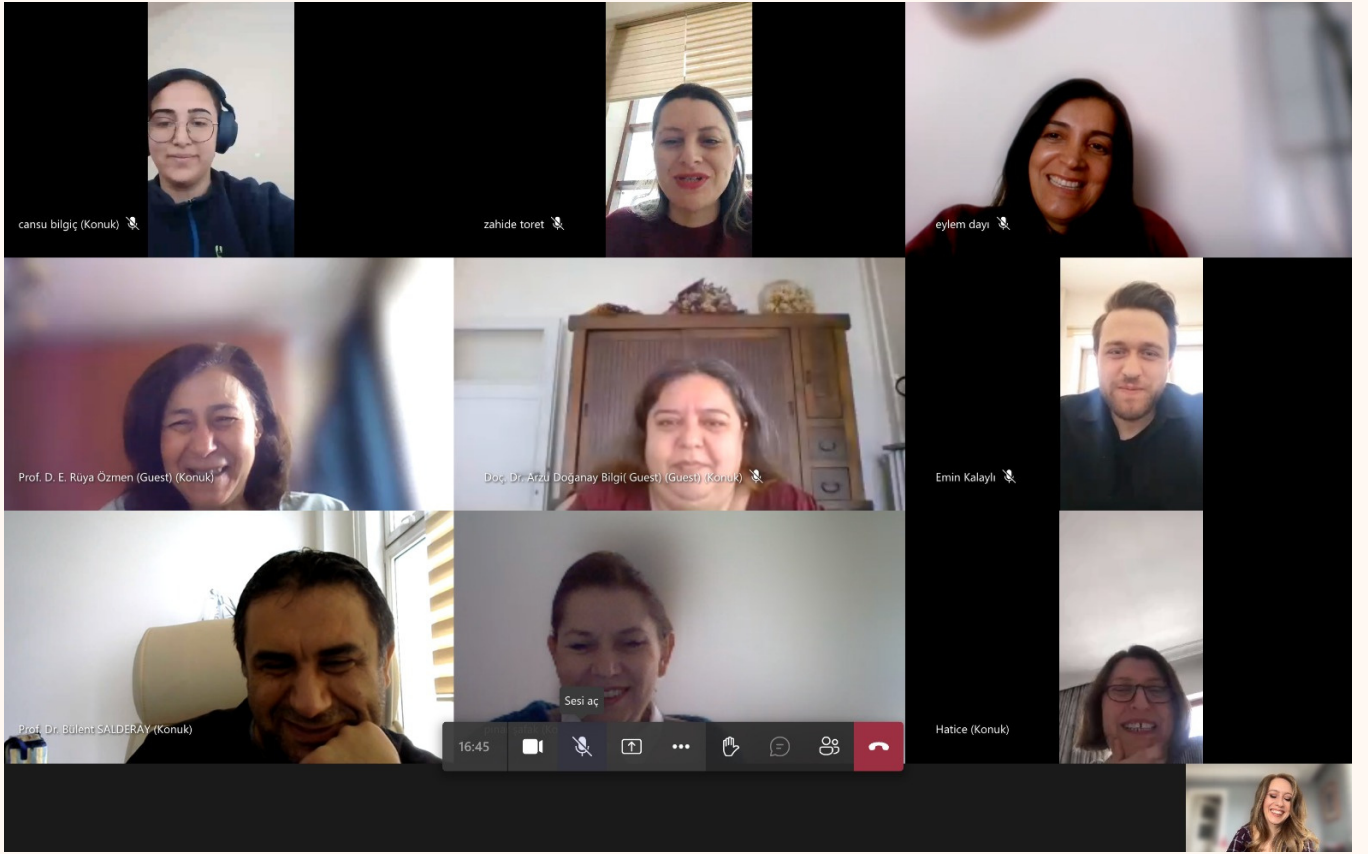 cansu bilgiç (Konuk)
zahide toret
eylem dayı
Prof. D. E. Rüya Özmen (Guest) (Konuk)
Doç. Dr. Arzu Doğanay Bilgi( Guest) (Guest) (Konuk)
Emin Kalaylı
Prof. Dr. Bülent SALDERAY (Konuk)
Sesi aç
Hatice (Konuk)
16:45